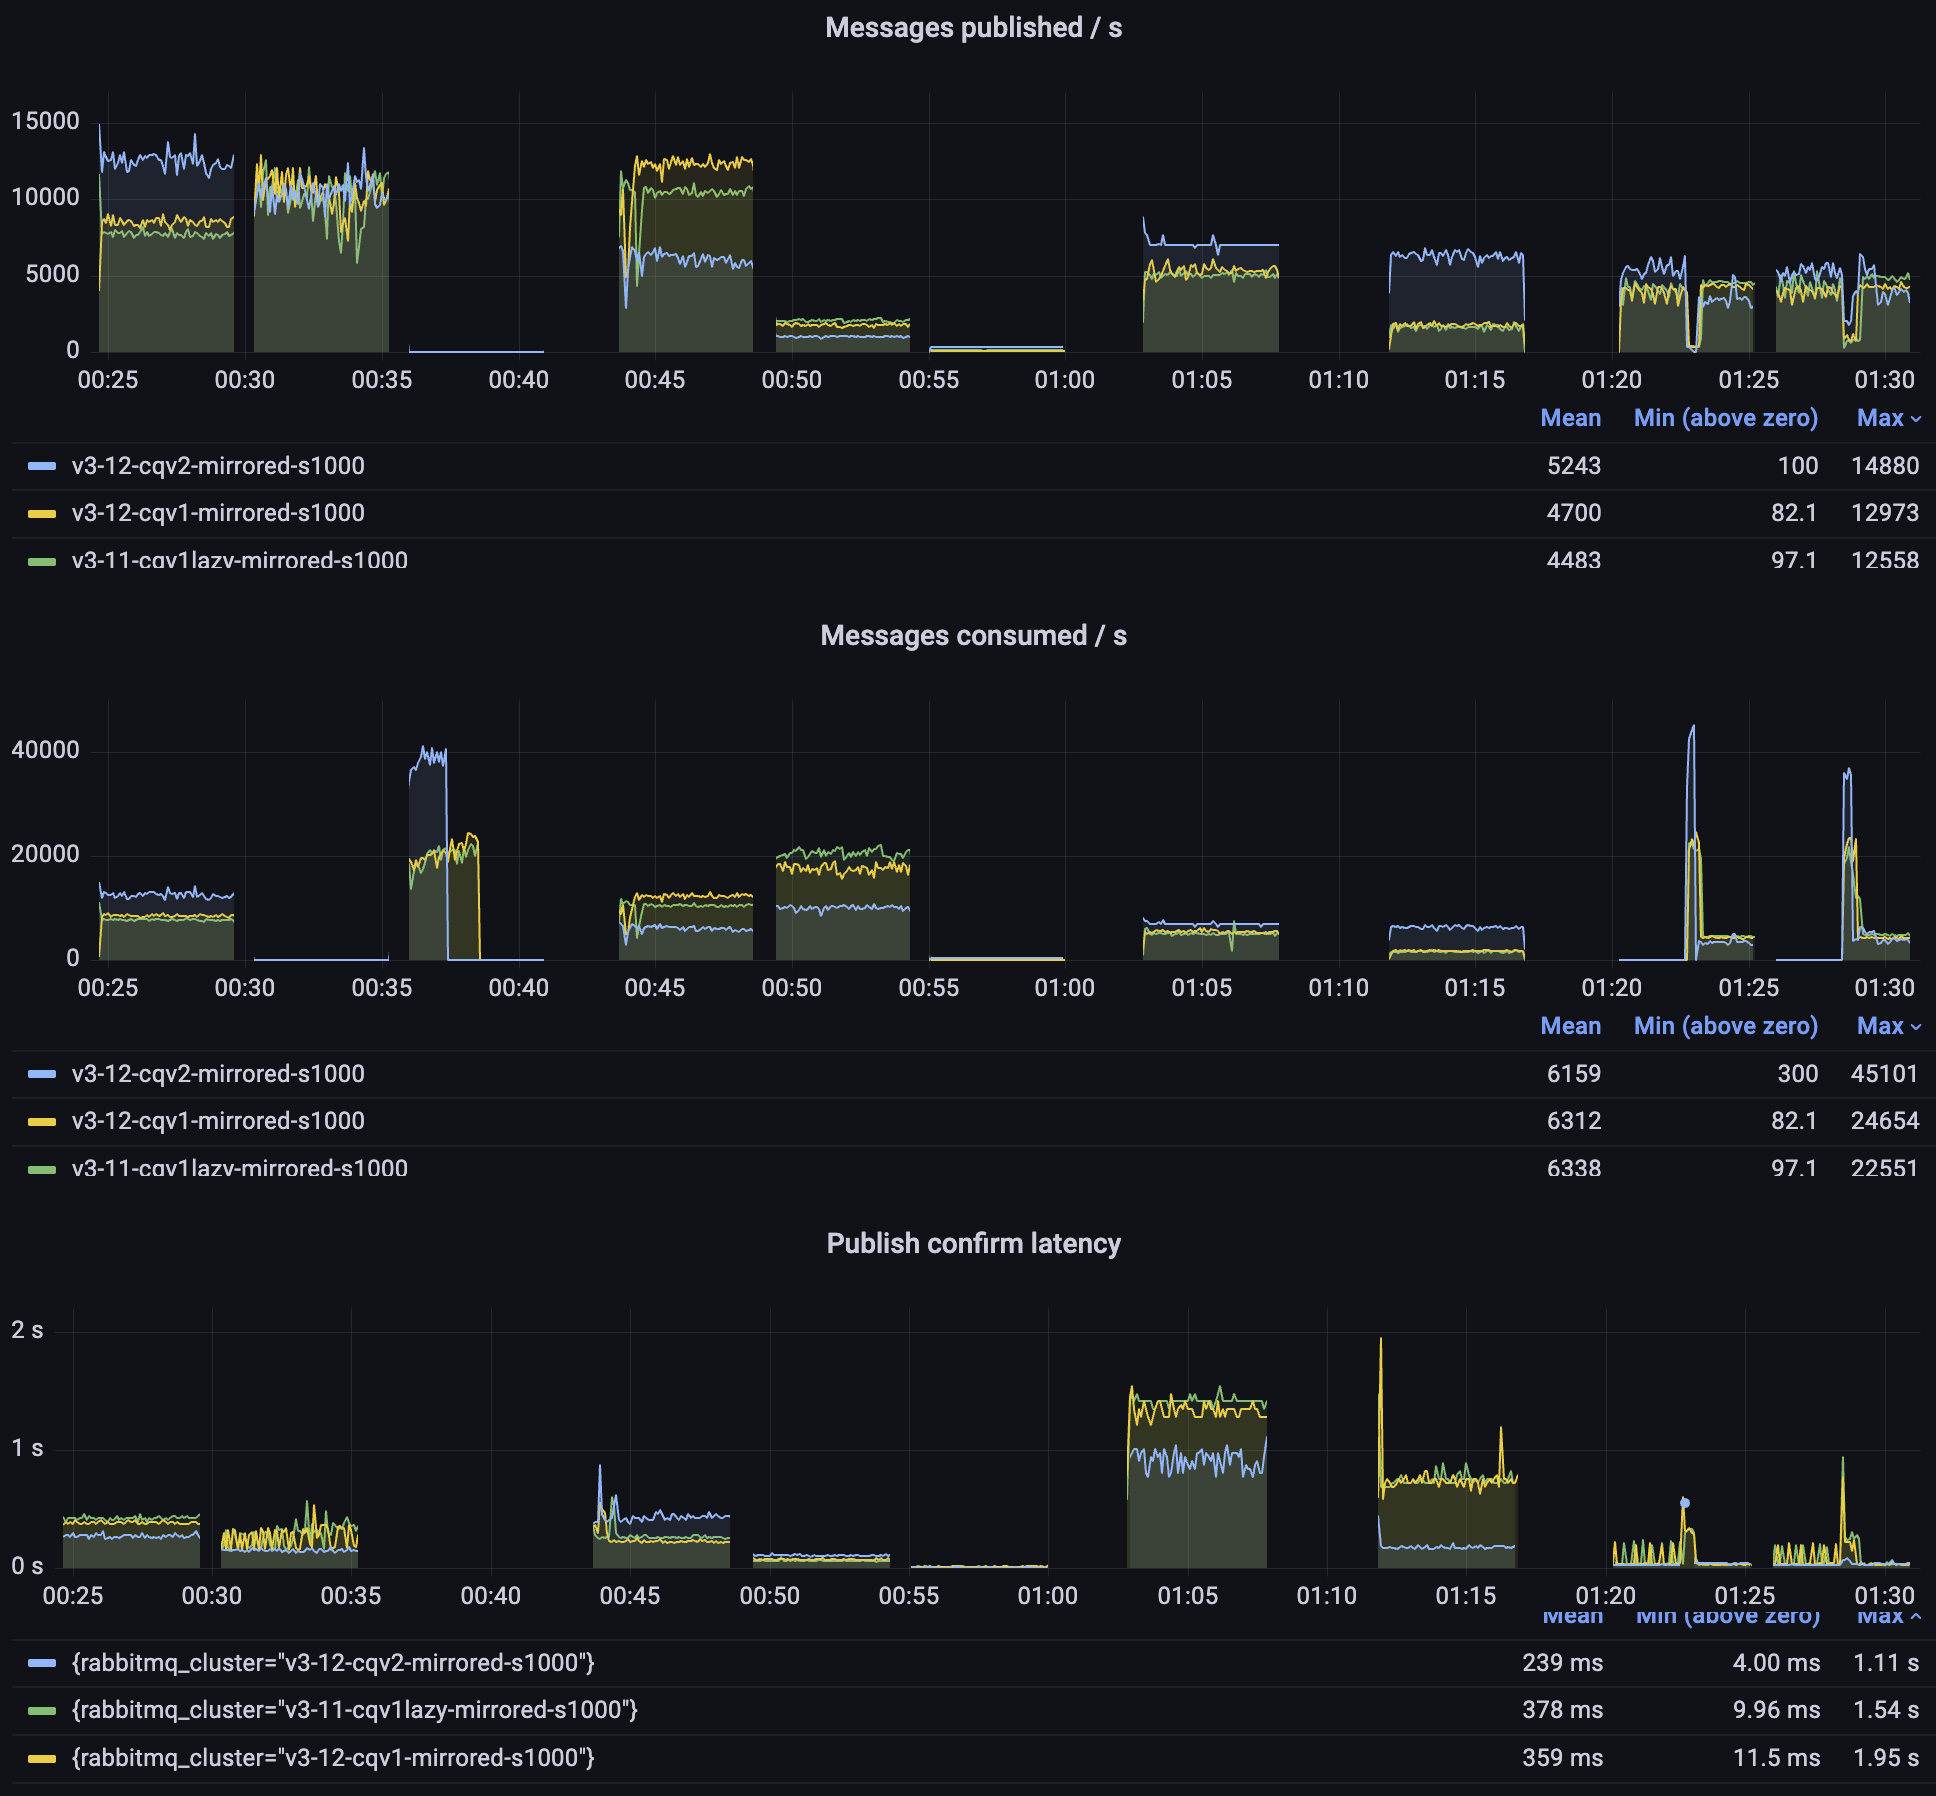 Messages published / s
15000
10000
5000
0
00:25 00:30 00:35 00:40 00:45 00:50 00:55 01:00 01:05 01:10 01:15 01:20 01:25 01:30
Mean Min (above zero) Max
v3-12-cqv2-mirrored-s1000 5243 100 14880
v3-12-cqv1-mirrored-s1000 4700 82.1 12973
v3-11-cqv1lazy-mirrored-s1000 4483 97.1 12558
Messages consumed / s
40000
20000
0
00:25 00:30 00:35 00:40 00:45 00:50 00:55 01:00 01:05 01:10 01:15 01:20 01:25 01:30
Mean Min (above zero) Max
v3-12-cqv2-mirrored-s1000 6159 300 45101
v3-12-cqv1-mirrored-s1000 6312 82.1 24654
v3-11-cqv1lazy-mirrored-s1000 6338 97.1 22551
Publish confirm latency
2 s
1 s
0 s
00:25 00:30 00:35 00:40 00:45 00:50 00:55 01:00 01:05 01:10 01:15 01:20 01:25 01:30
Mean Min (above zero) Max
{rabbitmq_cluster="v3-12-cqv2-mirrored-s1000"} 239 ms 4.00 ms 1.11 s
{rabbitmq_cluster="v3-11-cqv1lazy-mirrored-s1000"} 378 ms 9.96 ms 1.54 s
{rabbitmq_cluster="v3-12-cqv1-mirrored-s1000"} 359 ms 11.5 ms 1.95 s